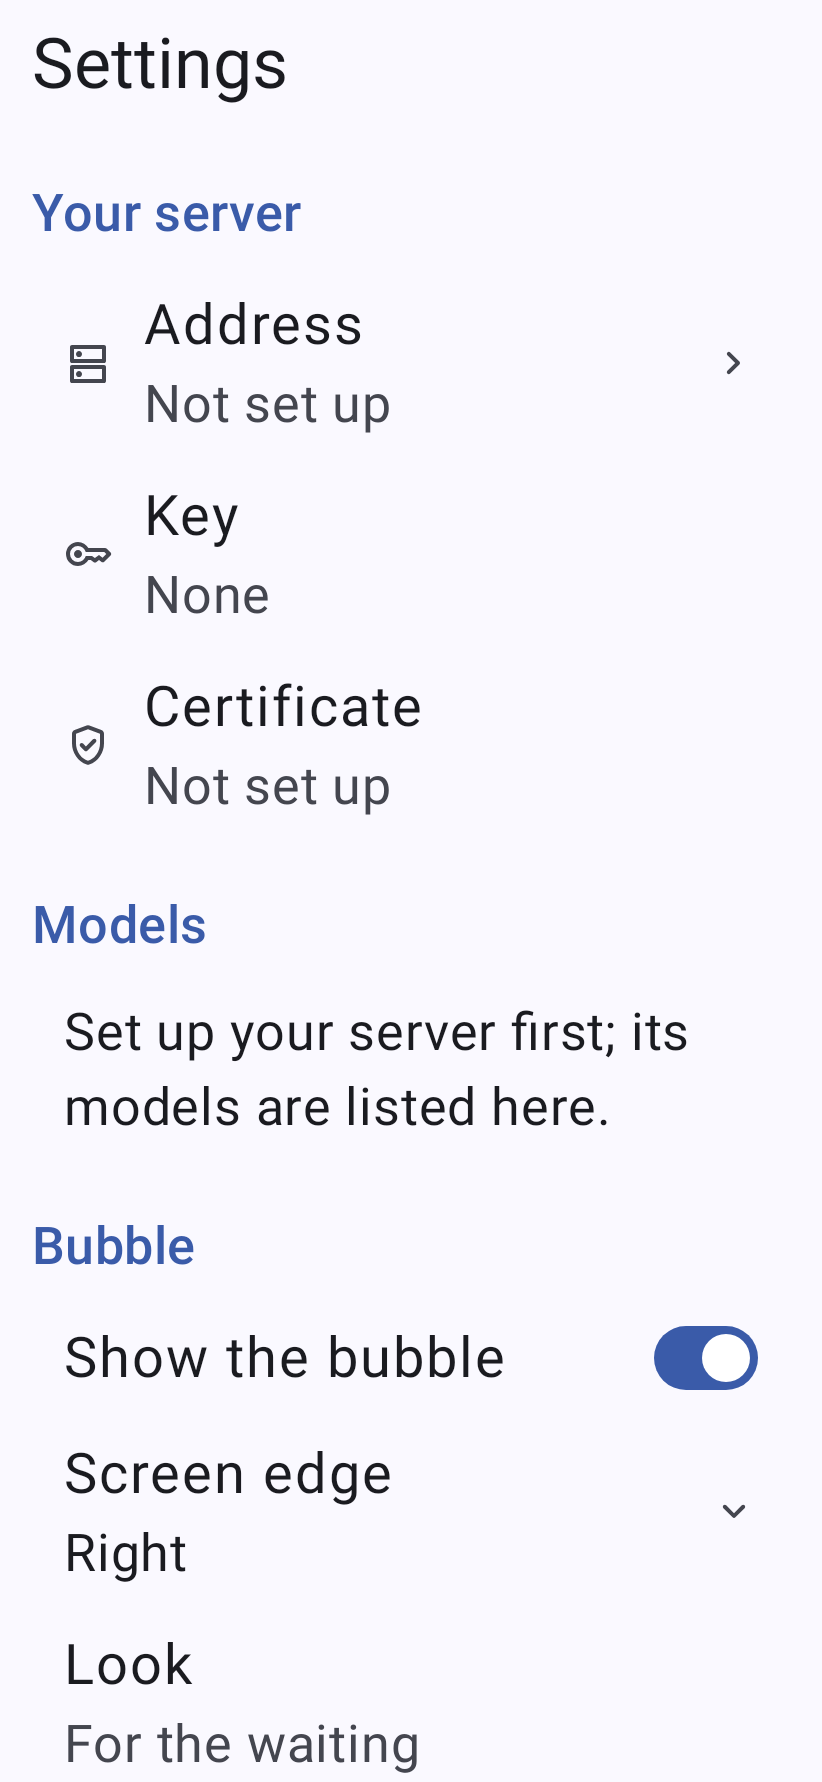 Settings
Your server
Address
Not set up
Key
None
Certificate
Not set up
Models
Set up your server first; its
models are listed here.
Bubble
Show the bubble
Screen edge
Right
Look
For the waiting